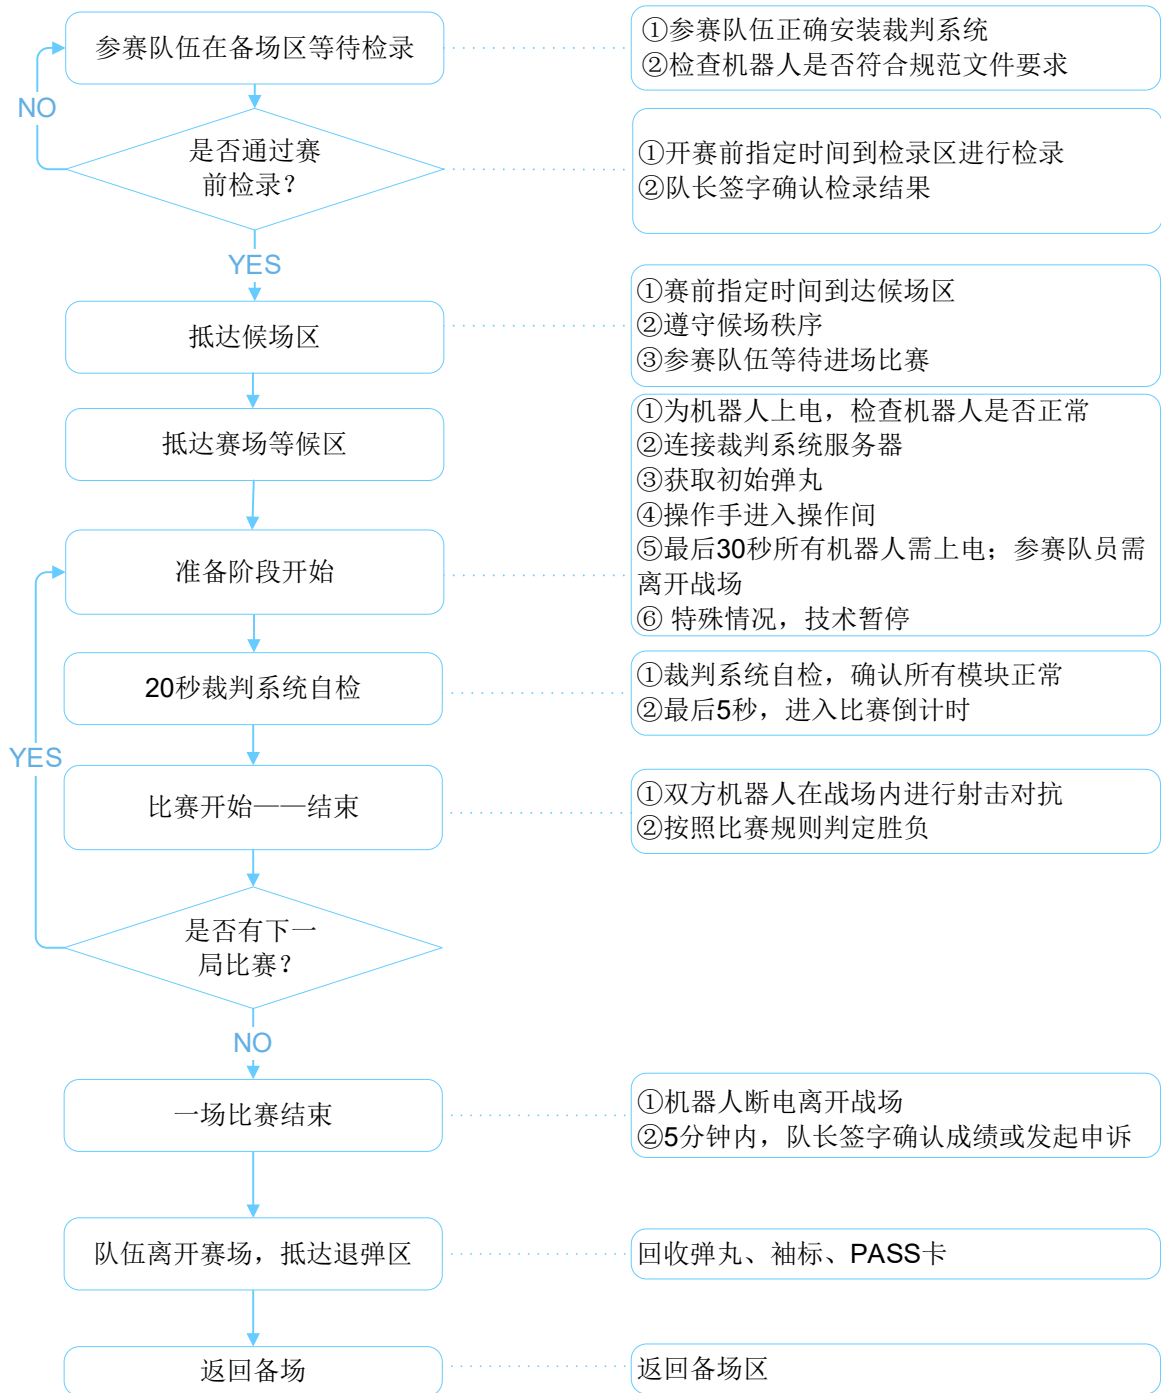 参赛队伍在备场区等待检录
①参赛队伍正确安装裁判系统
②检查机器人是否符合规范文件要求
NO
是否通过赛
前检录？
①开赛前指定时间到检录区进行检录
②队长签字确认检录结果
YES
抵达候场区
①赛前指定时间到达候场区
②遵守候场秩序
③参赛队伍等待进场比赛
抵达赛场等候区
①为机器人上电，检查机器人是否正常
②连接裁判系统服务器
③获取初始弹丸
④操作手进入操作间
⑤最后30秒所有机器人需上电；参赛队员需
离开战场
⑥ 特殊情况，技术暂停
准备阶段开始
20秒裁判系统自检
①裁判系统自检，确认所有模块正常
②最后5秒，进入比赛倒计时
YES
比赛开始——结束
①双方机器人在战场内进行射击对抗
②按照比赛规则判定胜负
是否有下一
局比赛？
NO
一场比赛结束
①机器人断电离开战场
②5分钟内，队长签字确认成绩或发起申诉
队伍离开赛场，抵达退弹区
回收弹丸、袖标、PASS卡
返回备场
返回备场区